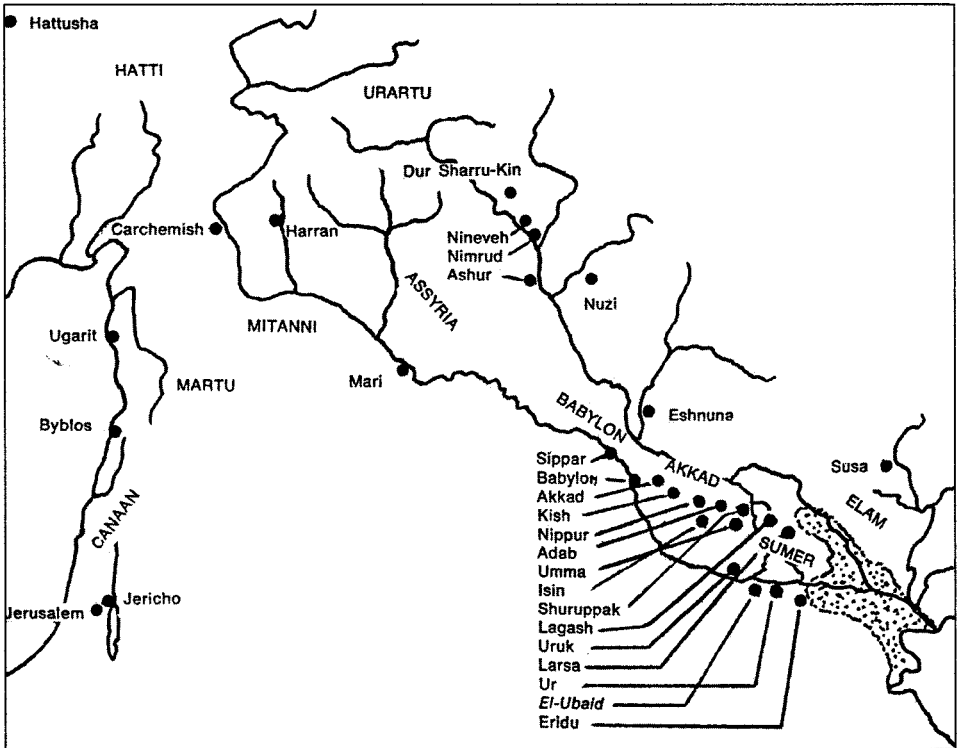 Hattusha
HATTI
URARTU
Dur Sharru-Kin
Carchemish
Harran
Nineveh
Nimrud
Ashur
ASSYRIA
Nuzi
MITANNI
Ugarit
MARTU
Mari
BABYLON
Eshnuna
Byblos
Sippar
AKKAD
Susa
Babylon
Akkad
ELAM
Kish
CANAAN
Nippur
Adab
SUMER
Umma
Isin
Jericho
Shuruppak
Jerusalem
Lagash
Uruk
Larsa
Ur
El-Ubaid
Eridu